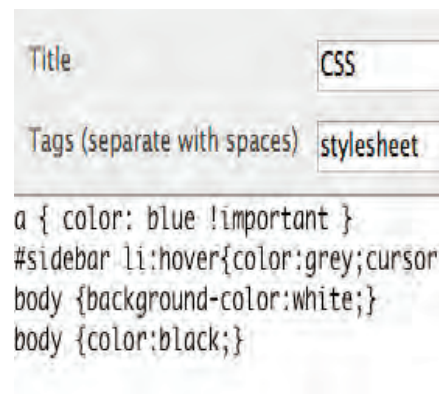 Title CSS
Tags (separate with spaces) stylesheet
a { color: blue !important }
#sidebar li:hover{color:grey;cursor
body {background-color:white;}
body {color:black;}